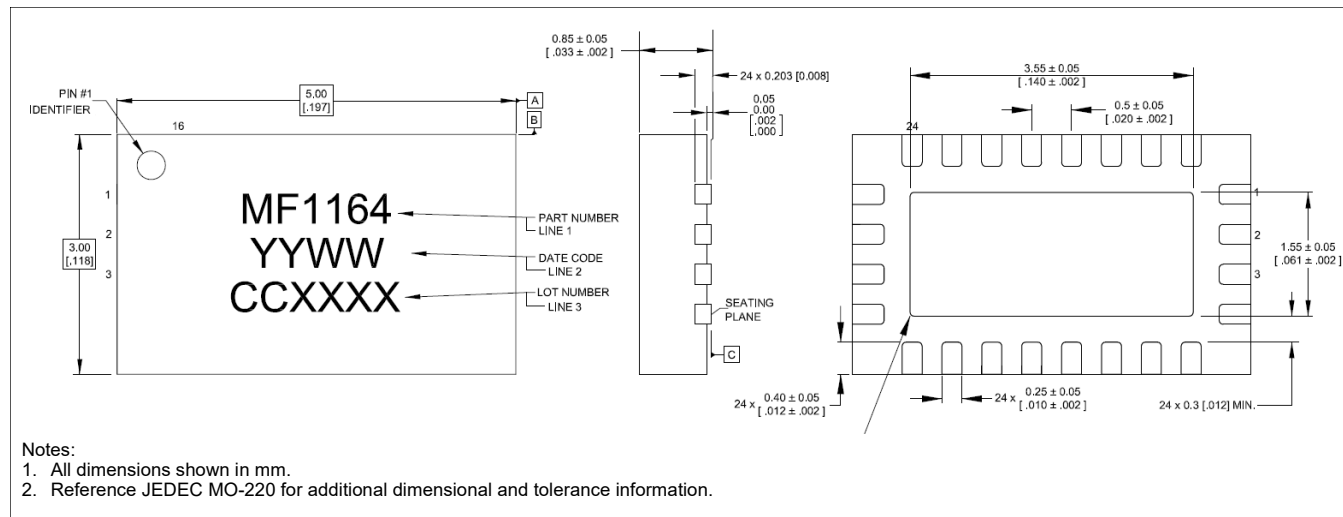 PIN #1
IDENTIFIER
5.00
[.197]
A
B
16
1
2
3
3.00
[.118]
MF1164
YYWW
CCXXXX
PART NUMBER
LINE 1
DATE CODE
LINE 2
LOT NUMBER
LINE 3
0.85 ± 0.05
[ .033 ± .002 ]
24 x 0.203 [0.008]
0.05
0.00
.002
.000
SEATING
PLANE
C
3.55 ± 0.05
[ .140 ± .002 ]
0.5 ± 0.05
[ .020 ± .002 ]
24
1
2
3
1.55 ± 0.05
[ .061 ± .002 ]
24 x 0.40 ± 0.05
[ .012 ± .002 ]
24 x 0.25 ± 0.05
[ .010 ± .002 ]
24 x 0.3 [.012] MIN.
Notes:
1. All dimensions shown in mm.
2. Reference JEDEC MO-220 for additional dimensional and tolerance information.